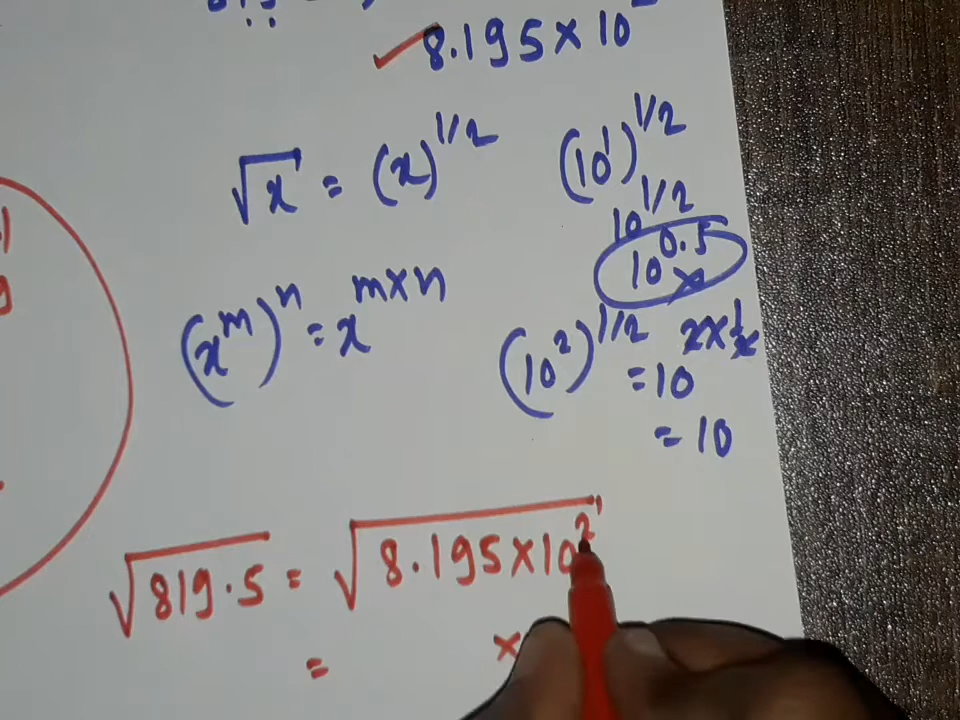 8.195×10
√x = (x)^1/2
(10^1)^1/2
10^1/2
10^0.5
(x^m)^n = x^m×n
(10^2)^1/2 = 10^2×1/2
= 10
√819.5 = √8.195×10^2
= ×